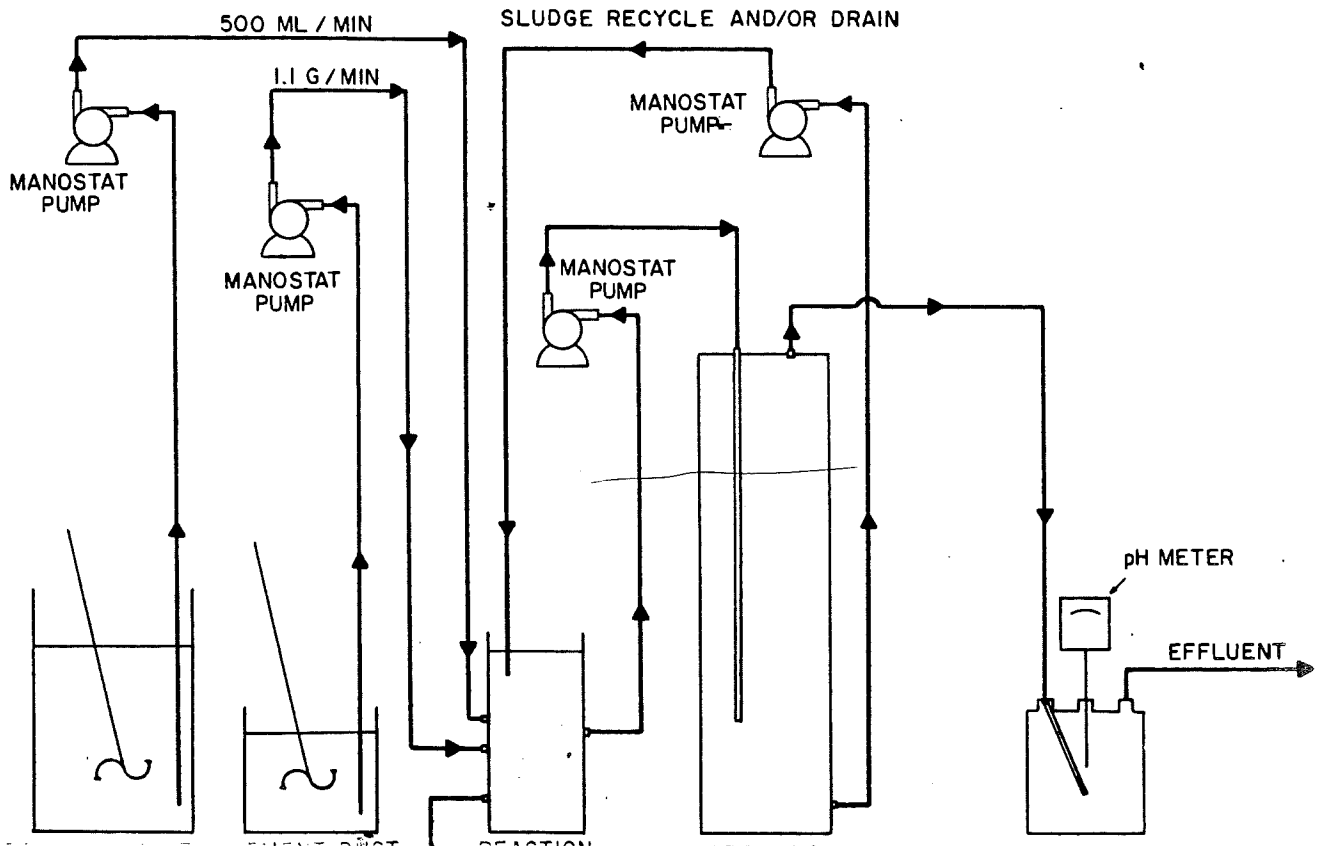 500 ML / MIN
SLUDGE RECYCLE AND/OR DRAIN
1.1 G / MIN
MANOSTAT
PUMP
MANOSTAT
PUMP
MANOSTAT
PUMP
MANOSTAT
PUMP
pH METER
EFFLUENT
DUST
REACTION